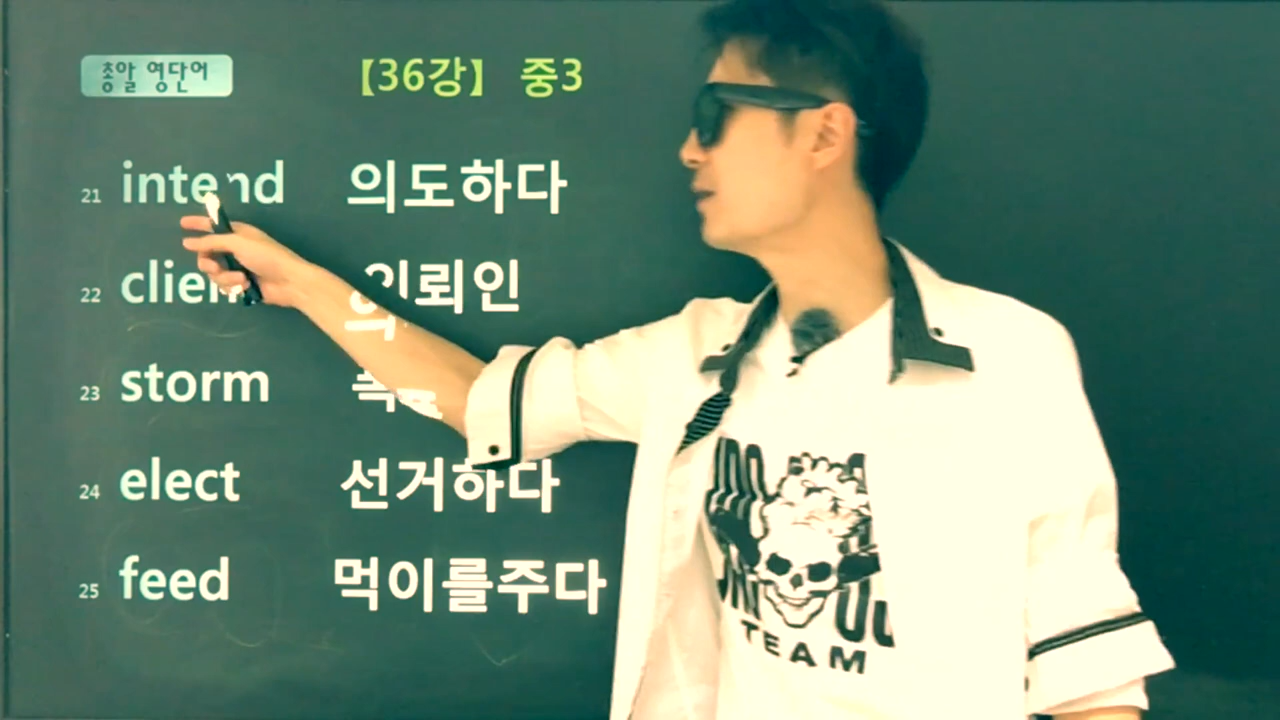 총알 영단어 【36강】 중3
21 intend 의도하다
22 의뢰인
23 storm
24 elect 선거하다
25 feed 먹이를주다
TEAM